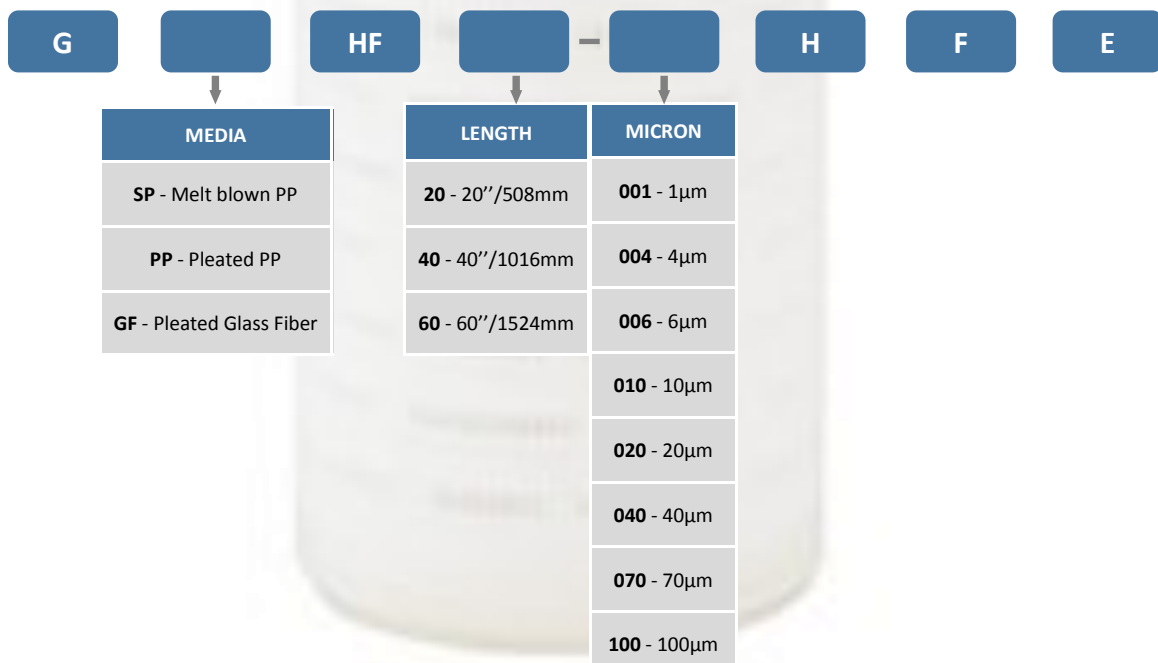 G HF – H F E
MEDIA
SP - Melt blown PP
PP - Pleated PP
GF - Pleated Glass Fiber
LENGTH
20 - 20’’/508mm
40 - 40’’/1016mm
60 - 60’’/1524mm
MICRON
001 - 1µm
004 - 4µm
006 - 6µm
010 - 10µm
020 - 20µm
040 - 40µm
070 - 70µm
100 - 100µm